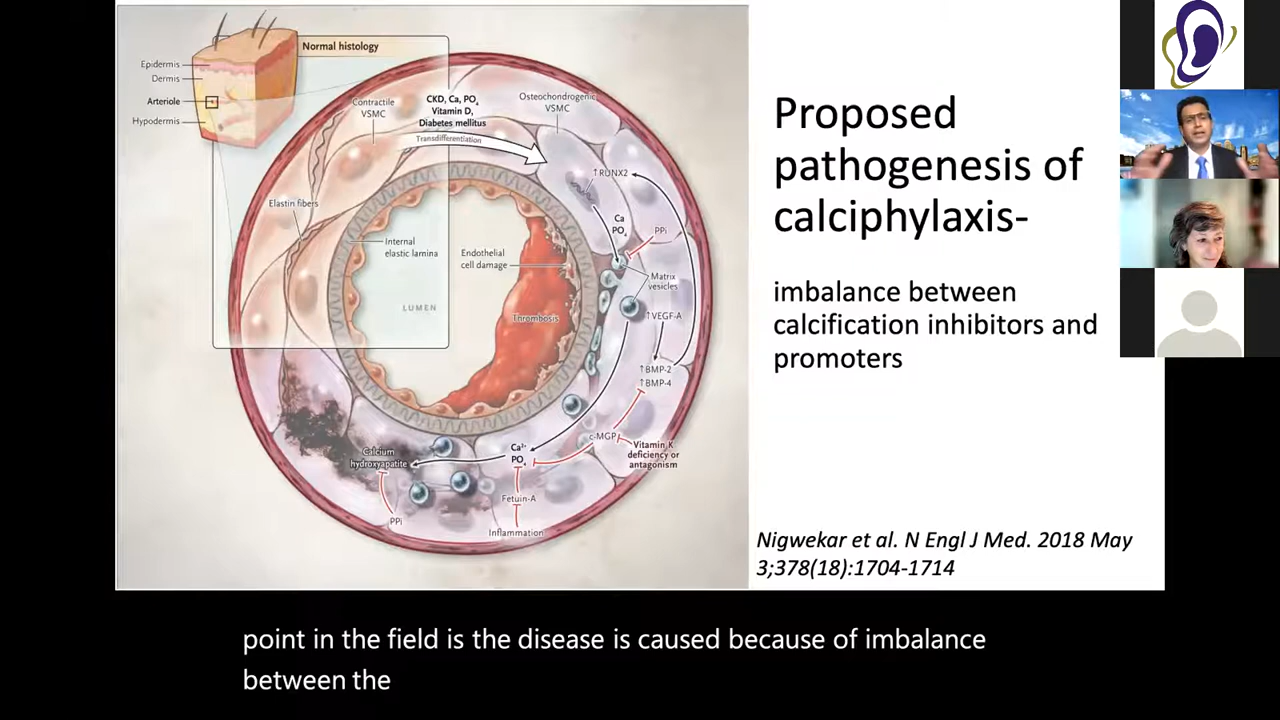 Normal histology
Epidermis
Dermis
Arteriole
Hypodermis
Contractile
VSMC
CKD, Ca, PO4
Vitamin D,
Diabetes mellitus
Transdifferentiation
Osteochondrogenic
VSMC
↑RUNX2
Elastin fibers
Internal
elastic lamina
Endothelial
cell damage
LUMEN
Thrombosis
Ca
PO4
PPi
Matrix
vesicles
↑VEGF-A
↑BMP-2
↑BMP-4
c-MGP
Vitamin K
deficiency or
antagonism
Calcium
hydroxyapatite
Ca2+
PO4
Fetuin-A
PPi
Inflammation
Proposed
pathogenesis of
calciphylaxis-
imbalance between
calcification inhibitors and
promoters
Nigwekar et al. N Engl J Med. 2018 May
3;378(18):1704-1714
point in the field is the disease is caused because of imbalance
between the